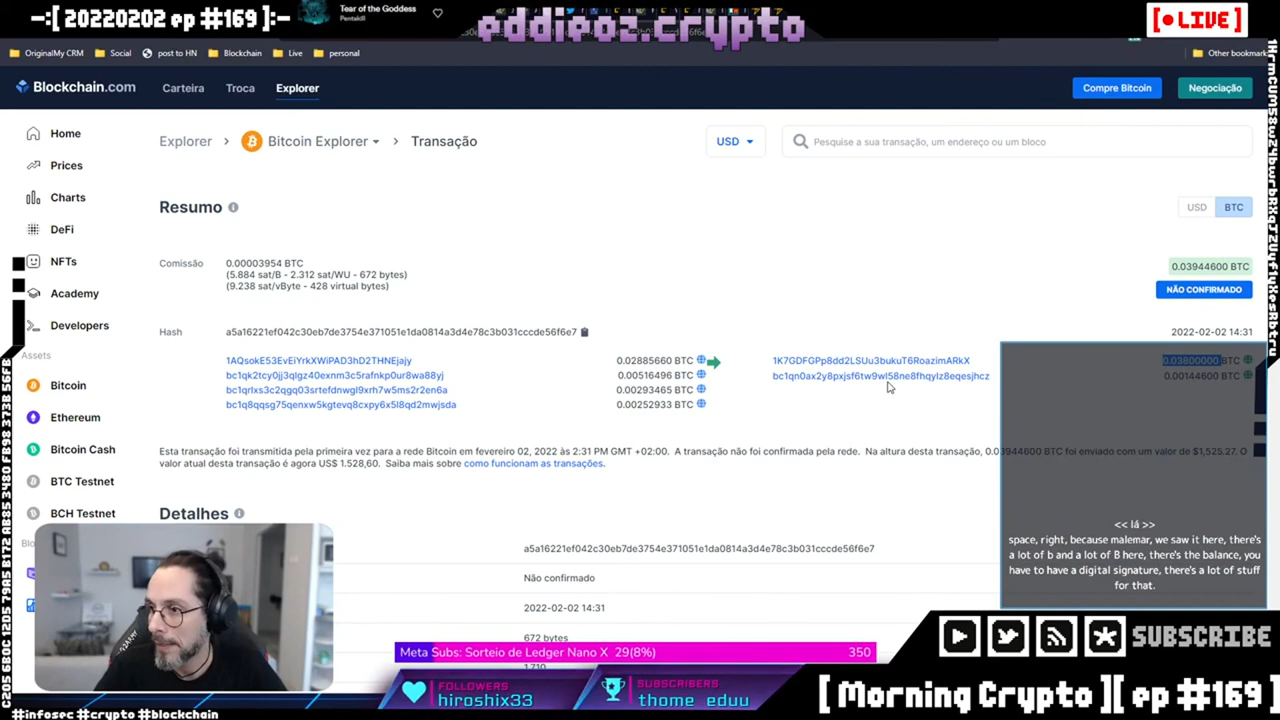 -:[ 20220202 ep #169 ]:-
Tear of the Goddess
Pentakill
eddieoz.crypto
[● LIVE ]
OriginalMy CRM
Social
post to HN
Blockchain
Live
personal
Other bookmark
Blockchain.com
Carteira
Troca
Explorer
Compre Bitcoin
Negociação
Home
Prices
Charts
DeFi
NFTs
Academy
Developers
Assets
Bitcoin
Ethereum
Bitcoin Cash
BTC Testnet
BCH Testnet
Explorer
Bitcoin Explorer
Transação
USD
Pesquise a sua transação, um endereço ou um bloco
Resumo
USD
BTC
Comissão
0.00003954 BTC
(5.884 sat/B - 2.312 sat/WU - 672 bytes)
(9.238 sat/vByte - 428 virtual bytes)
0.03944600 BTC
NÃO CONFIRMADO
Hash
a5a16221ef042c30eb7de3754e371051e1da0814a3d4e78c3b031cccde56f6e7
2022-02-02 14:31
1AQsokE53EvEiYrkXWiPAD3hD2THNEjajy
0.02885660 BTC
1K7GDFGPp8dd2LSUu3bukuT6RoazimARkX
0.03800000
bc1qk2tcy0jj3qlgz40exnm3c5rafnkp0ur8wa88yj
0.00516496 BTC
bc1qn0ax2y8pxjsf6tw9wl58ne8fhqylz8eqesjhcz
0.00144600 BTC
bc1qrlxs3c2qgq03srtefdnwgl9xrh7w5ms2r2en6a
0.00293465 BTC
bc1q8qqsg75qenxw5kgtevq8cxpy6x5l8qd2mwjsda
0.00252933 BTC
Esta transação foi transmitida pela primeira vez para a rede Bitcoin em fevereiro 02, 2022 às 2:31 PM GMT +02:00. A transação não foi confirmada pela rede. Na altura desta transação, 0.03944600 BTC foi enviado com um valor de $1,525.27. O
valor atual desta transação é agora US$ 1.528,60. Saiba mais sobre como funcionam as transações.
Detalhes
a5a16221ef042c30eb7de3754e371051e1da0814a3d4e78c3b031cccde56f6e7
Não confirmado
2022-02-02 14:31
672 bytes
1.710
<< lá >>
space, right, because malemar, we saw it here, there's
a lot of b and a lot of B here, there's the balance, you
have to have a digital signature, there's a lot of stuff
for that.
Meta Subs: Sorteio de Ledger Nano X 29(8%)
350
FOLLOWERS
hiroshix33
SUBSCRIBERS
thome_eduu
SUBSCRIBE
[ Morning Crypto ][ ep #169 ]
#infosec #crypto #blockchain